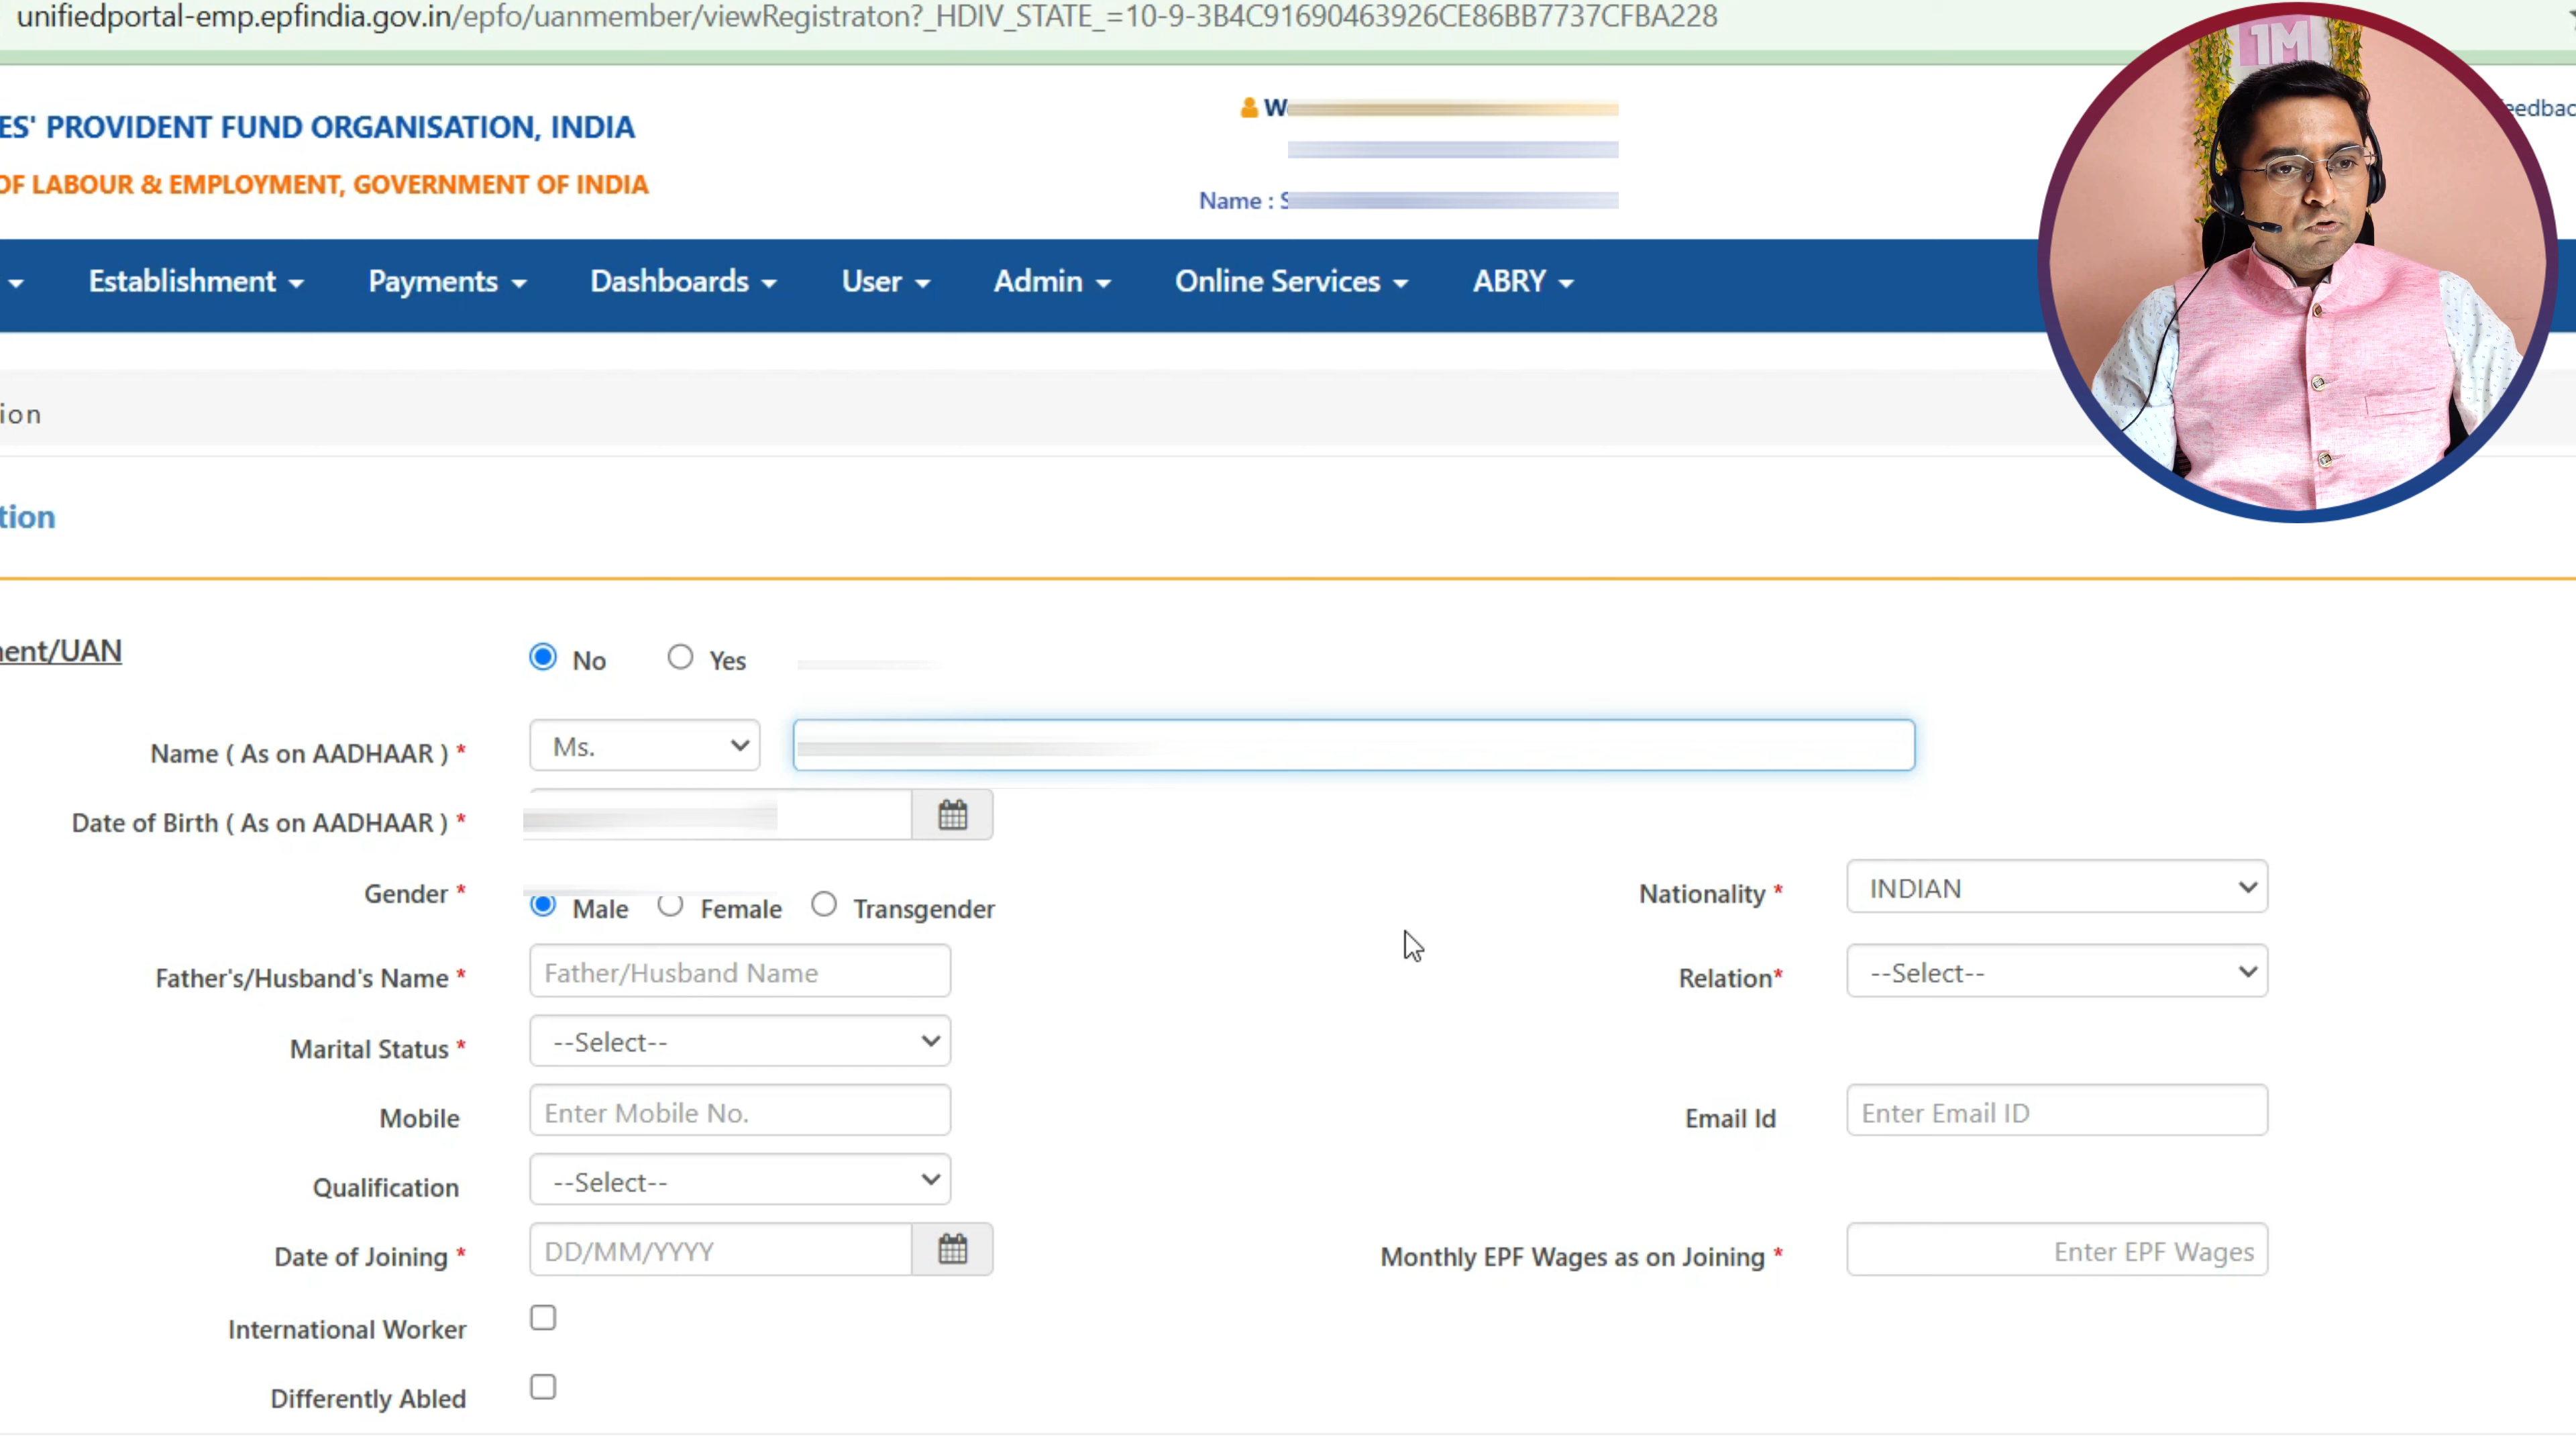 unifiedportal-emp.epfindia.gov.in/epfo/uanmember/viewRegistraton?_HDIV_STATE_=10-9-3B4C91690463926CE86BB7737CFBA228
1M
ES' PROVIDENT FUND ORGANISATION, INDIA
W
eedbac
OF LABOUR & EMPLOYMENT, GOVERNMENT OF INDIA
Name : S
Establishment Payments Dashboards User Admin Online Services ABRY
ion
tion
ent/UAN No Yes
Name ( As on AADHAAR ) * Ms.
Date of Birth ( As on AADHAAR ) *
Gender * Male Female Transgender Nationality * INDIAN
Father's/Husband's Name * Father/Husband Name Relation* --Select--
Marital Status * --Select--
Mobile Enter Mobile No. Email Id Enter Email ID
Qualification --Select--
Date of Joining * DD/MM/YYYY Monthly EPF Wages as on Joining * Enter EPF Wages
International Worker
Differently Abled